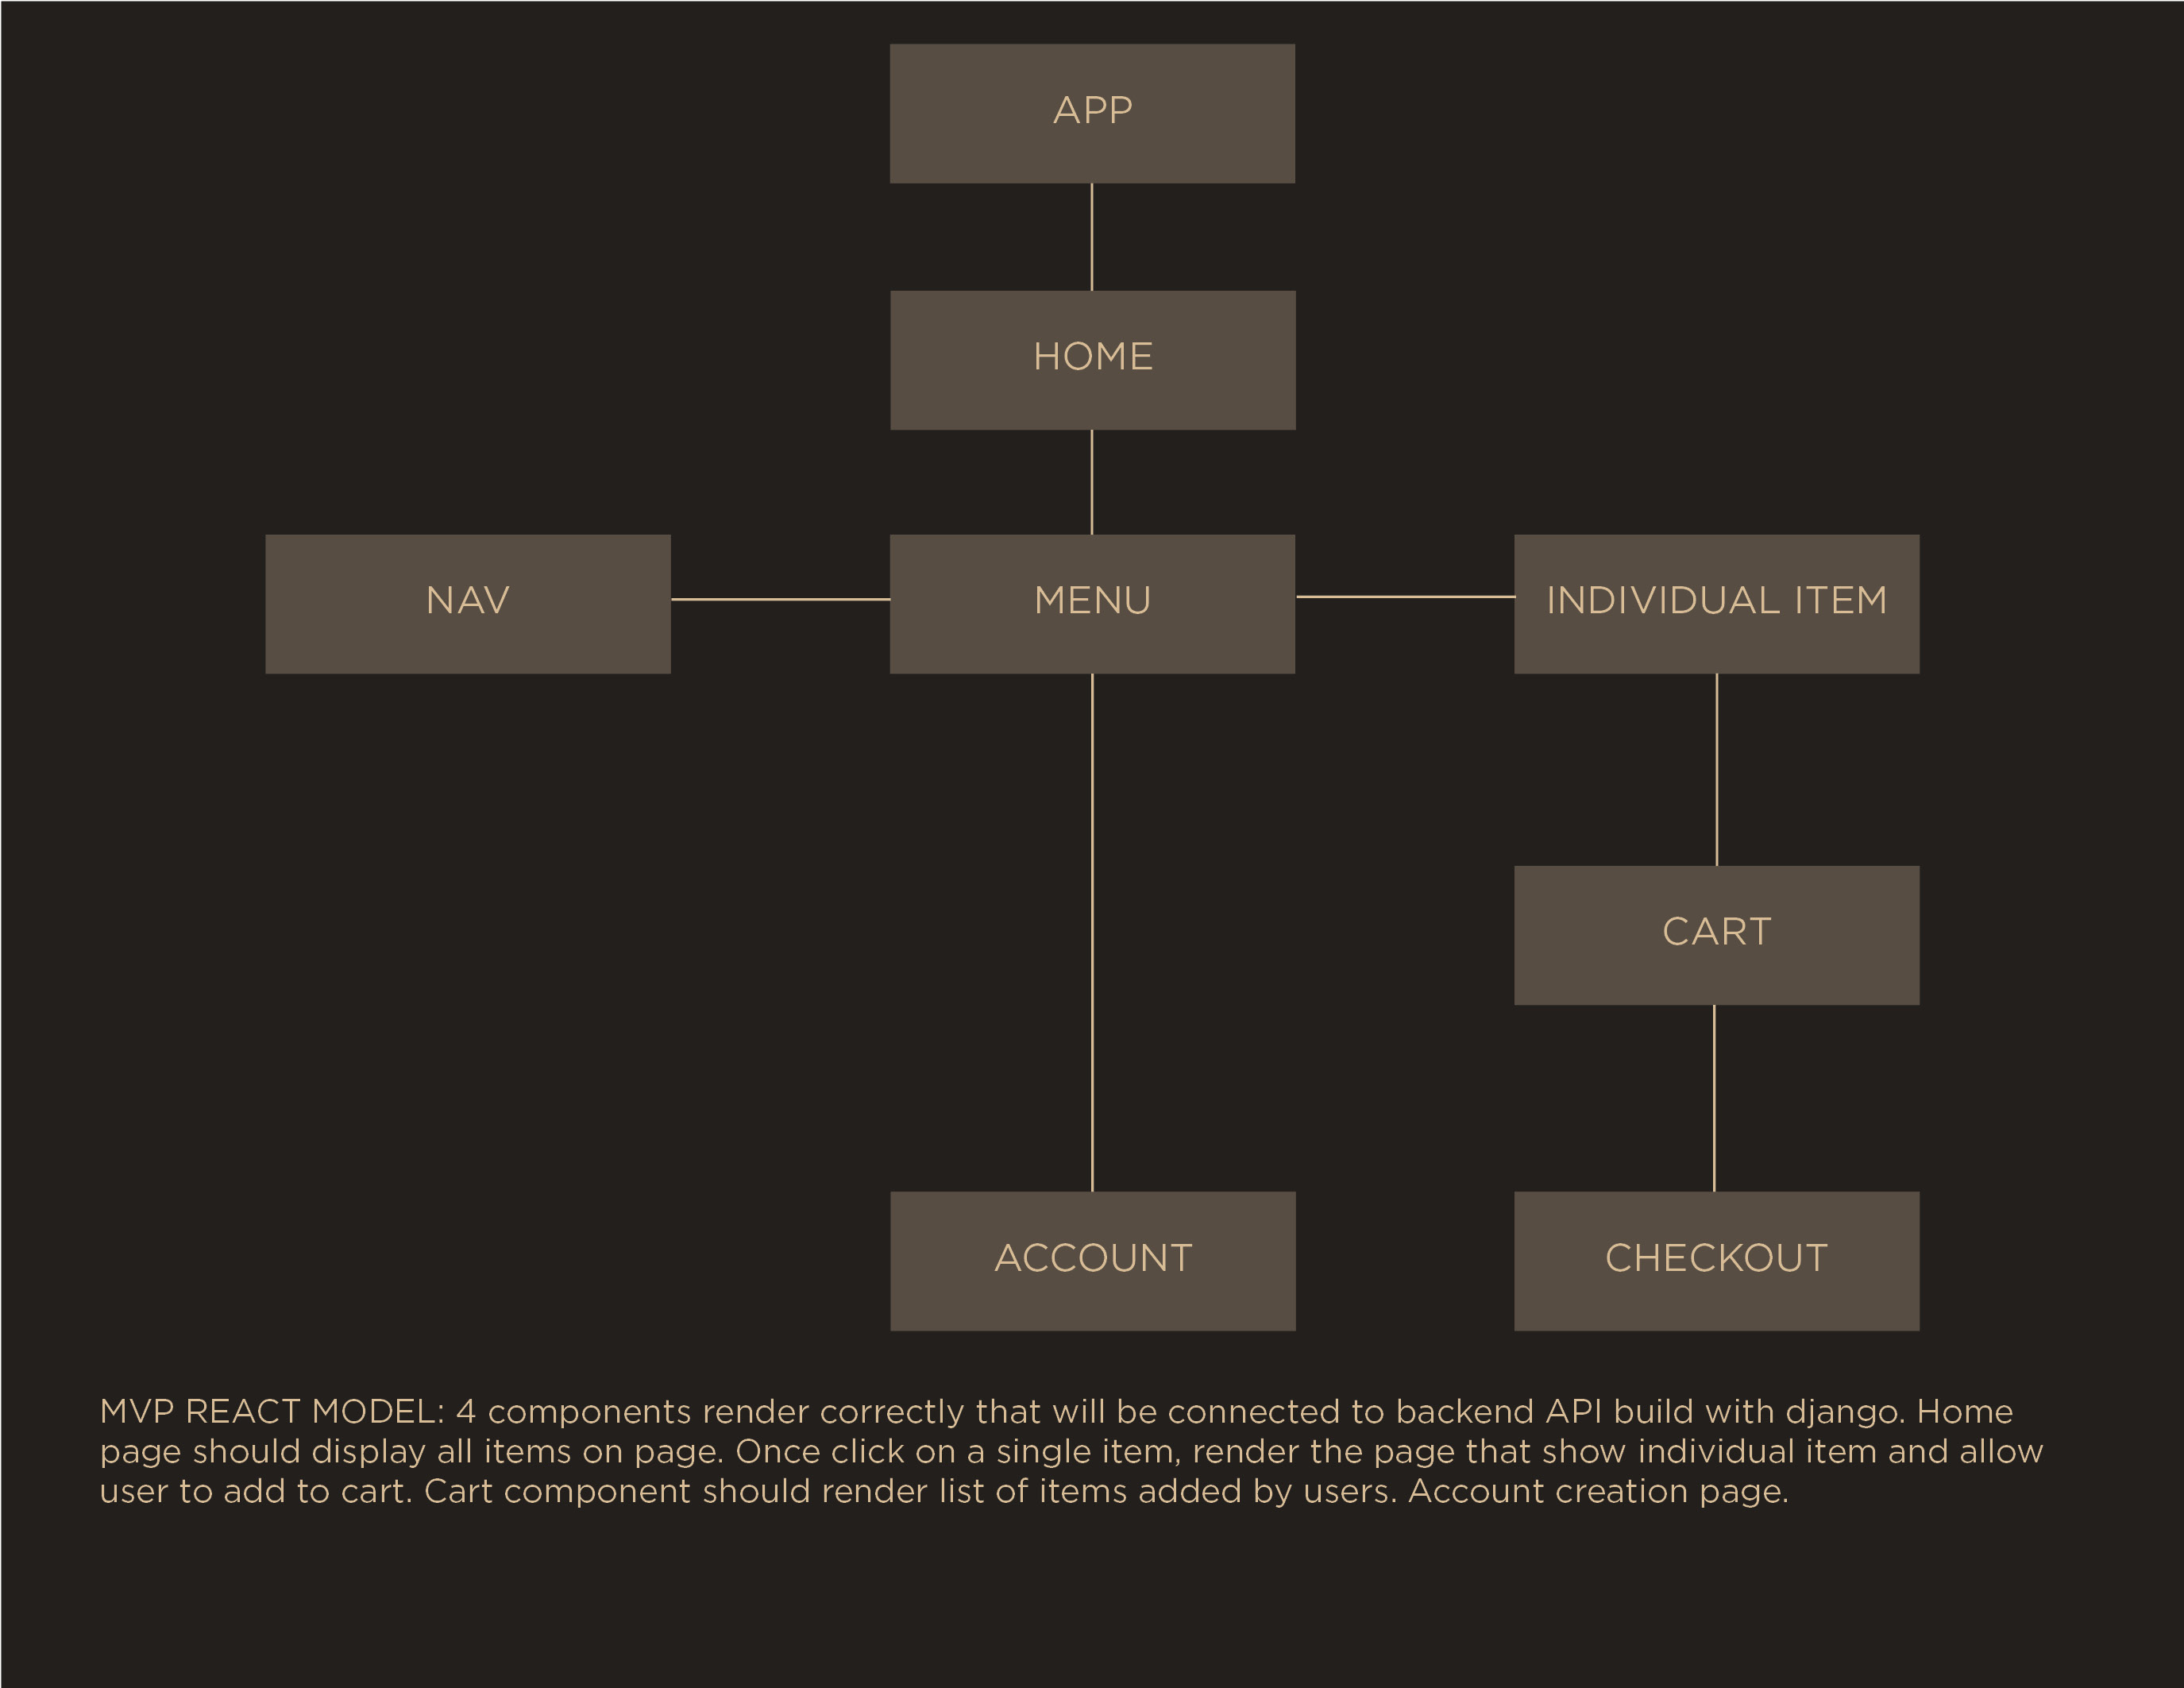 APP
HOME
NAV
MENU
INDIVIDUAL ITEM
CART
ACCOUNT
CHECKOUT
MVP REACT MODEL: 4 components render correctly that will be connected to backend API build with django. Home
page should display all items on page. Once click on a single item, render the page that show individual item and allow
user to add to cart. Cart component should render list of items added by users. Account creation page.